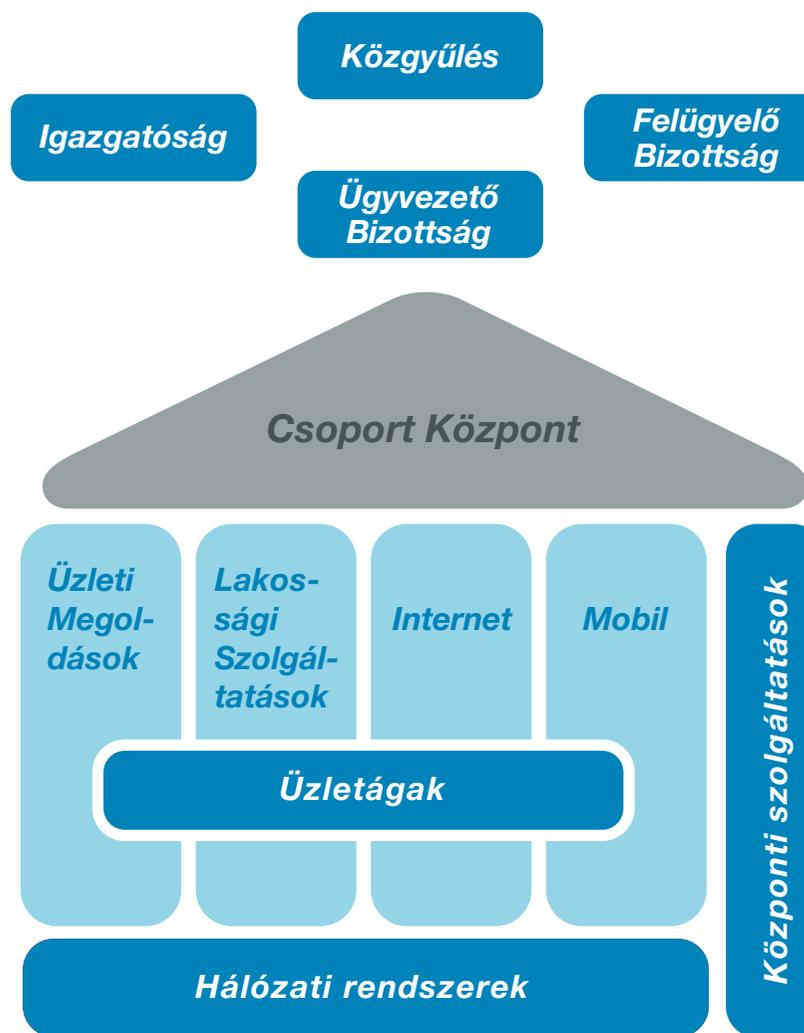 Közgyűlés
Igazgatóság
Felügyelő
Bizottság
Ügyvezető
Bizottság
Csoport Központ
Üzleti
Megol-
dások
Lakos-
sági
Szolgál-
tatások
Internet
Mobil
Központi szolgáltatások
Üzletágak
Hálózati rendszerek